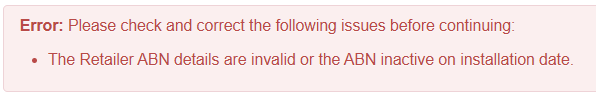 Error: Please check and correct the following issues before continuing:
• The Retailer ABN details are invalid or the ABN inactive on installation date.